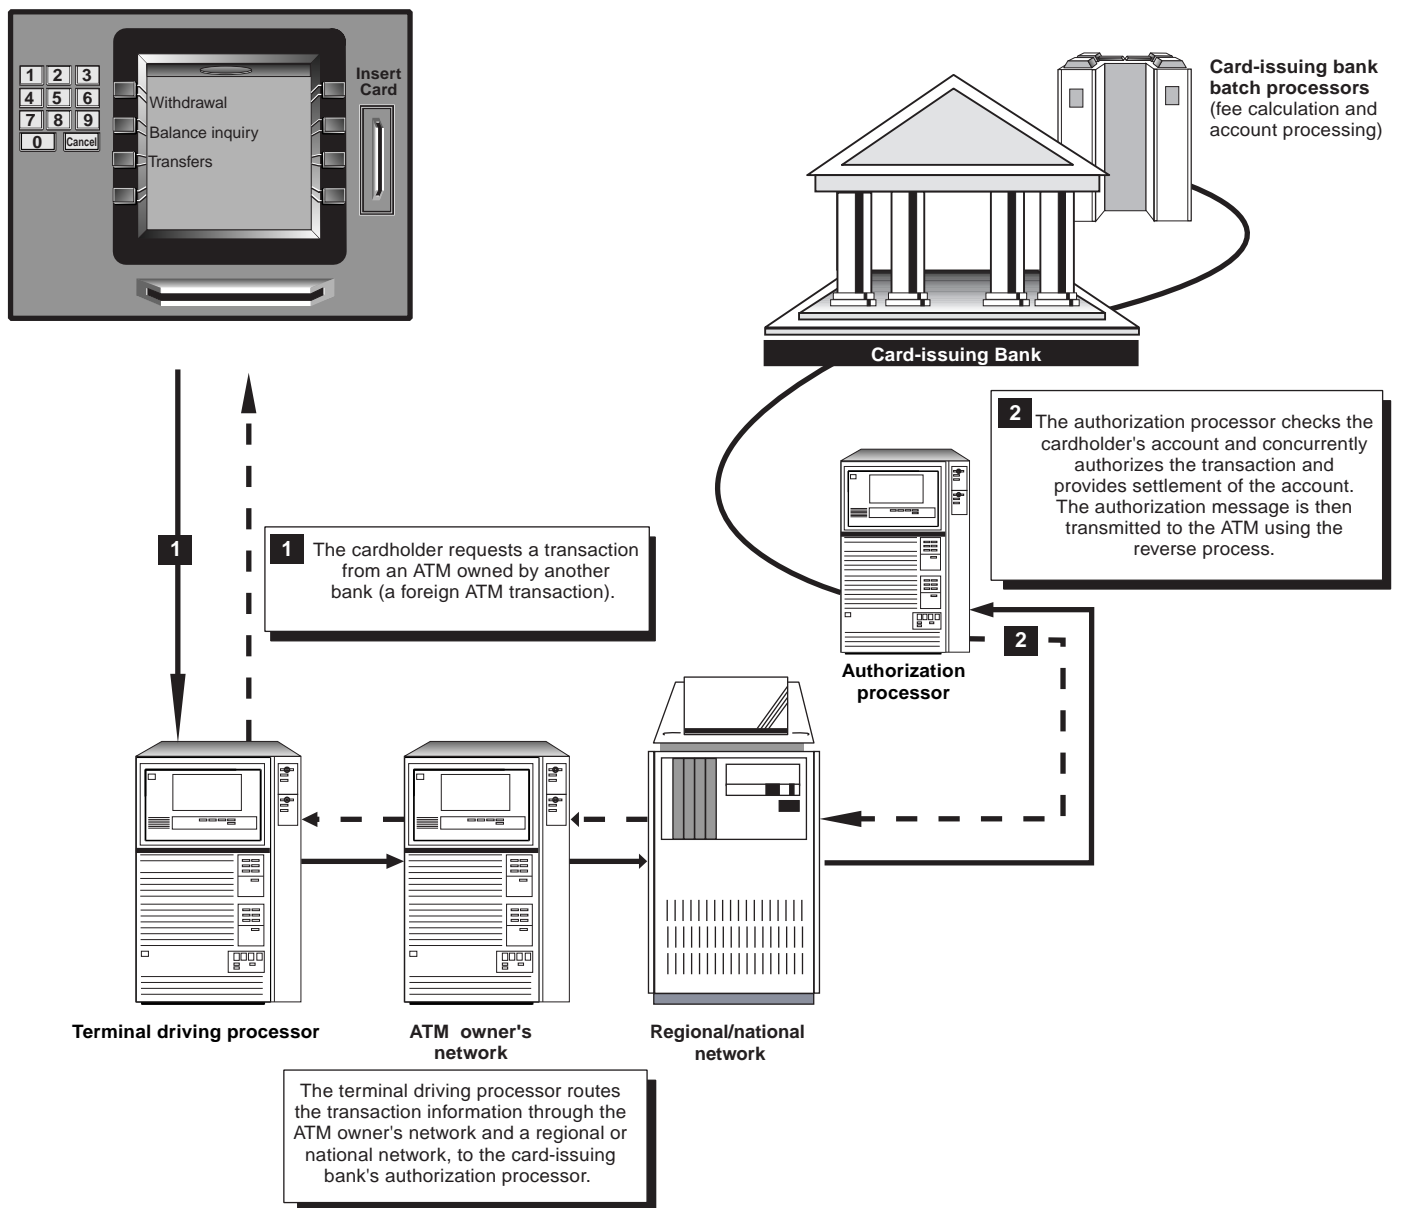 1 2 3
4 5 6
7 8 9
0 Cancel
Withdrawal
Balance inquiry
Transfers
Insert
Card
Card-issuing bank
batch processors
(fee calculation and
account processing)
Card-issuing Bank
2 The authorization processor checks the
cardholder's account and concurrently
authorizes the transaction and
provides settlement of the account.
The authorization message is then
transmitted to the ATM using the
reverse process.
1
1 The cardholder requests a transaction
from an ATM owned by another
bank (a foreign ATM transaction).
2
Authorization
processor
Terminal driving processor
ATM owner's
network
Regional/national
network
The terminal driving processor routes
the transaction information through the
ATM owner's network and a regional or
national network, to the card-issuing
bank's authorization processor.